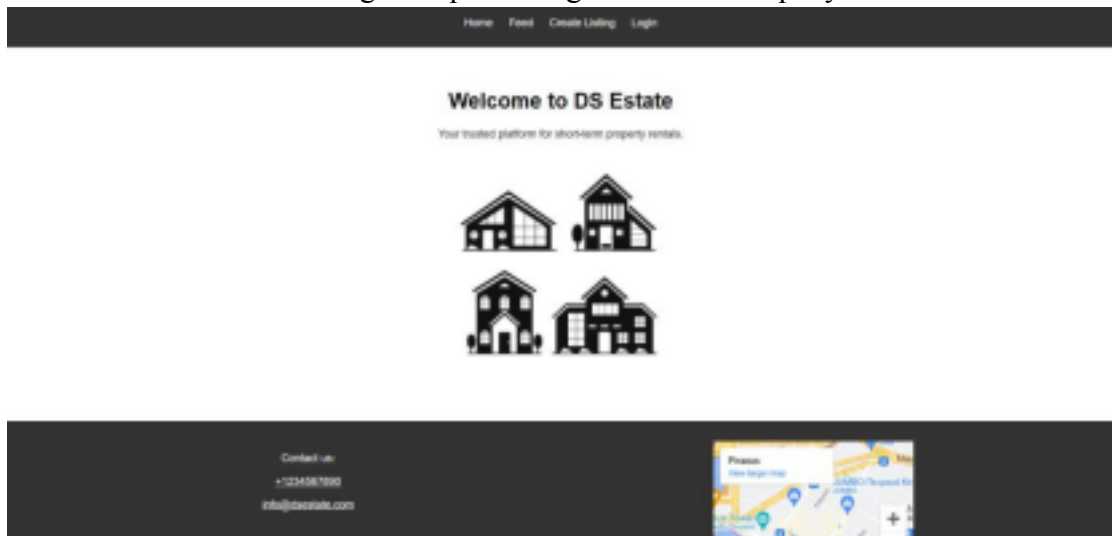 Home Feed Create Listing Login
Welcome to DS Estate
Your trusted platform for short-term property rentals.
Contact us:
+1234567890
info@dsestate.com
Piraeus
View larger map